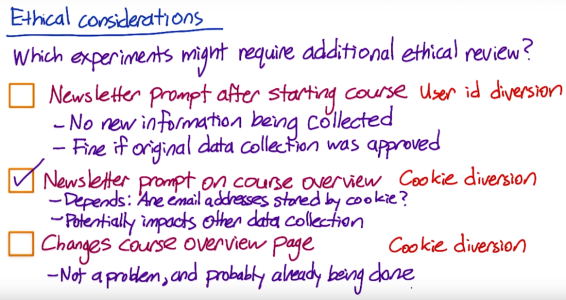 Ethical considerations
Which experiments might require additional ethical review?
Newsletter prompt after starting course User id diversion
- No new information being collected
- Fine if original data collection was approved
Newsletter prompt on course overview Cookie diversion
- Depends: Are email addresses stored by cookie?
- Potentially impacts other data collection
Changes course overview page Cookie diversion
- Not a problem, and probably already being done